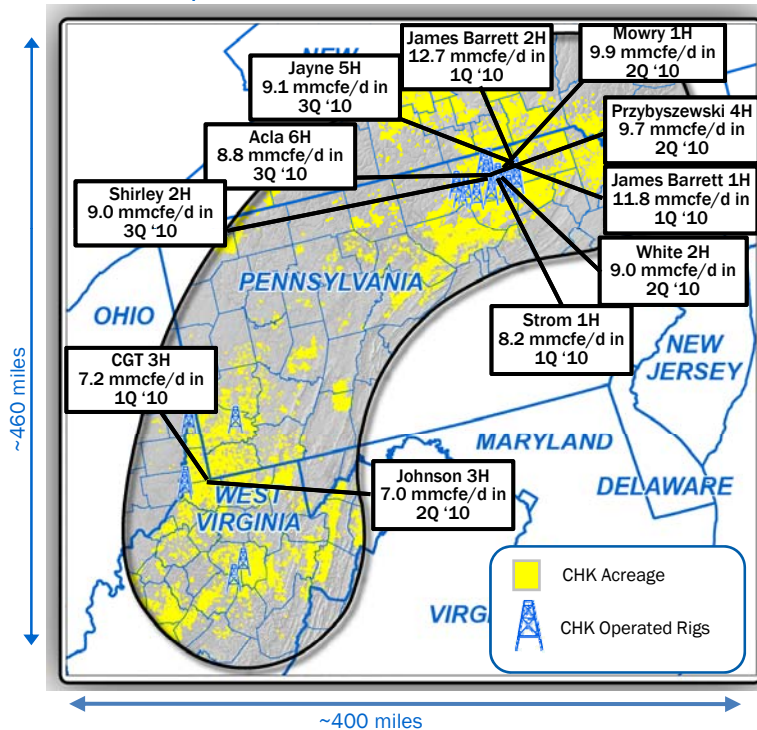 James Barrett 2H
12.7 mmcfe/d in
1Q ‘10
Mowry 1H
9.9 mmcfe/d in
2Q ‘10
NEW
Jayne 5H
9.1 mmcfe/d in
3Q ‘10
Przybyszewski 4H
9.7 mmcfe/d in
2Q ‘10
Acla 6H
8.8 mmcfe/d in
3Q ‘10
James Barrett 1H
11.8 mmcfe/d in
1Q ‘10
Shirley 2H
9.0 mmcfe/d in
3Q ‘10
White 2H
9.0 mmcfe/d in
2Q ‘10
PENNSYLVANIA
OHIO
Strom 1H
8.2 mmcfe/d in
1Q ‘10
NEW
JERSEY
CGT 3H
7.2 mmcfe/d in
1Q ‘10
~460 miles
MARYLAND
DELAWARE
Johnson 3H
7.0 mmcfe/d in
2Q ‘10
WEST
VIRGINIA
VIRG
CHK Acreage
CHK Operated Rigs
~400 miles